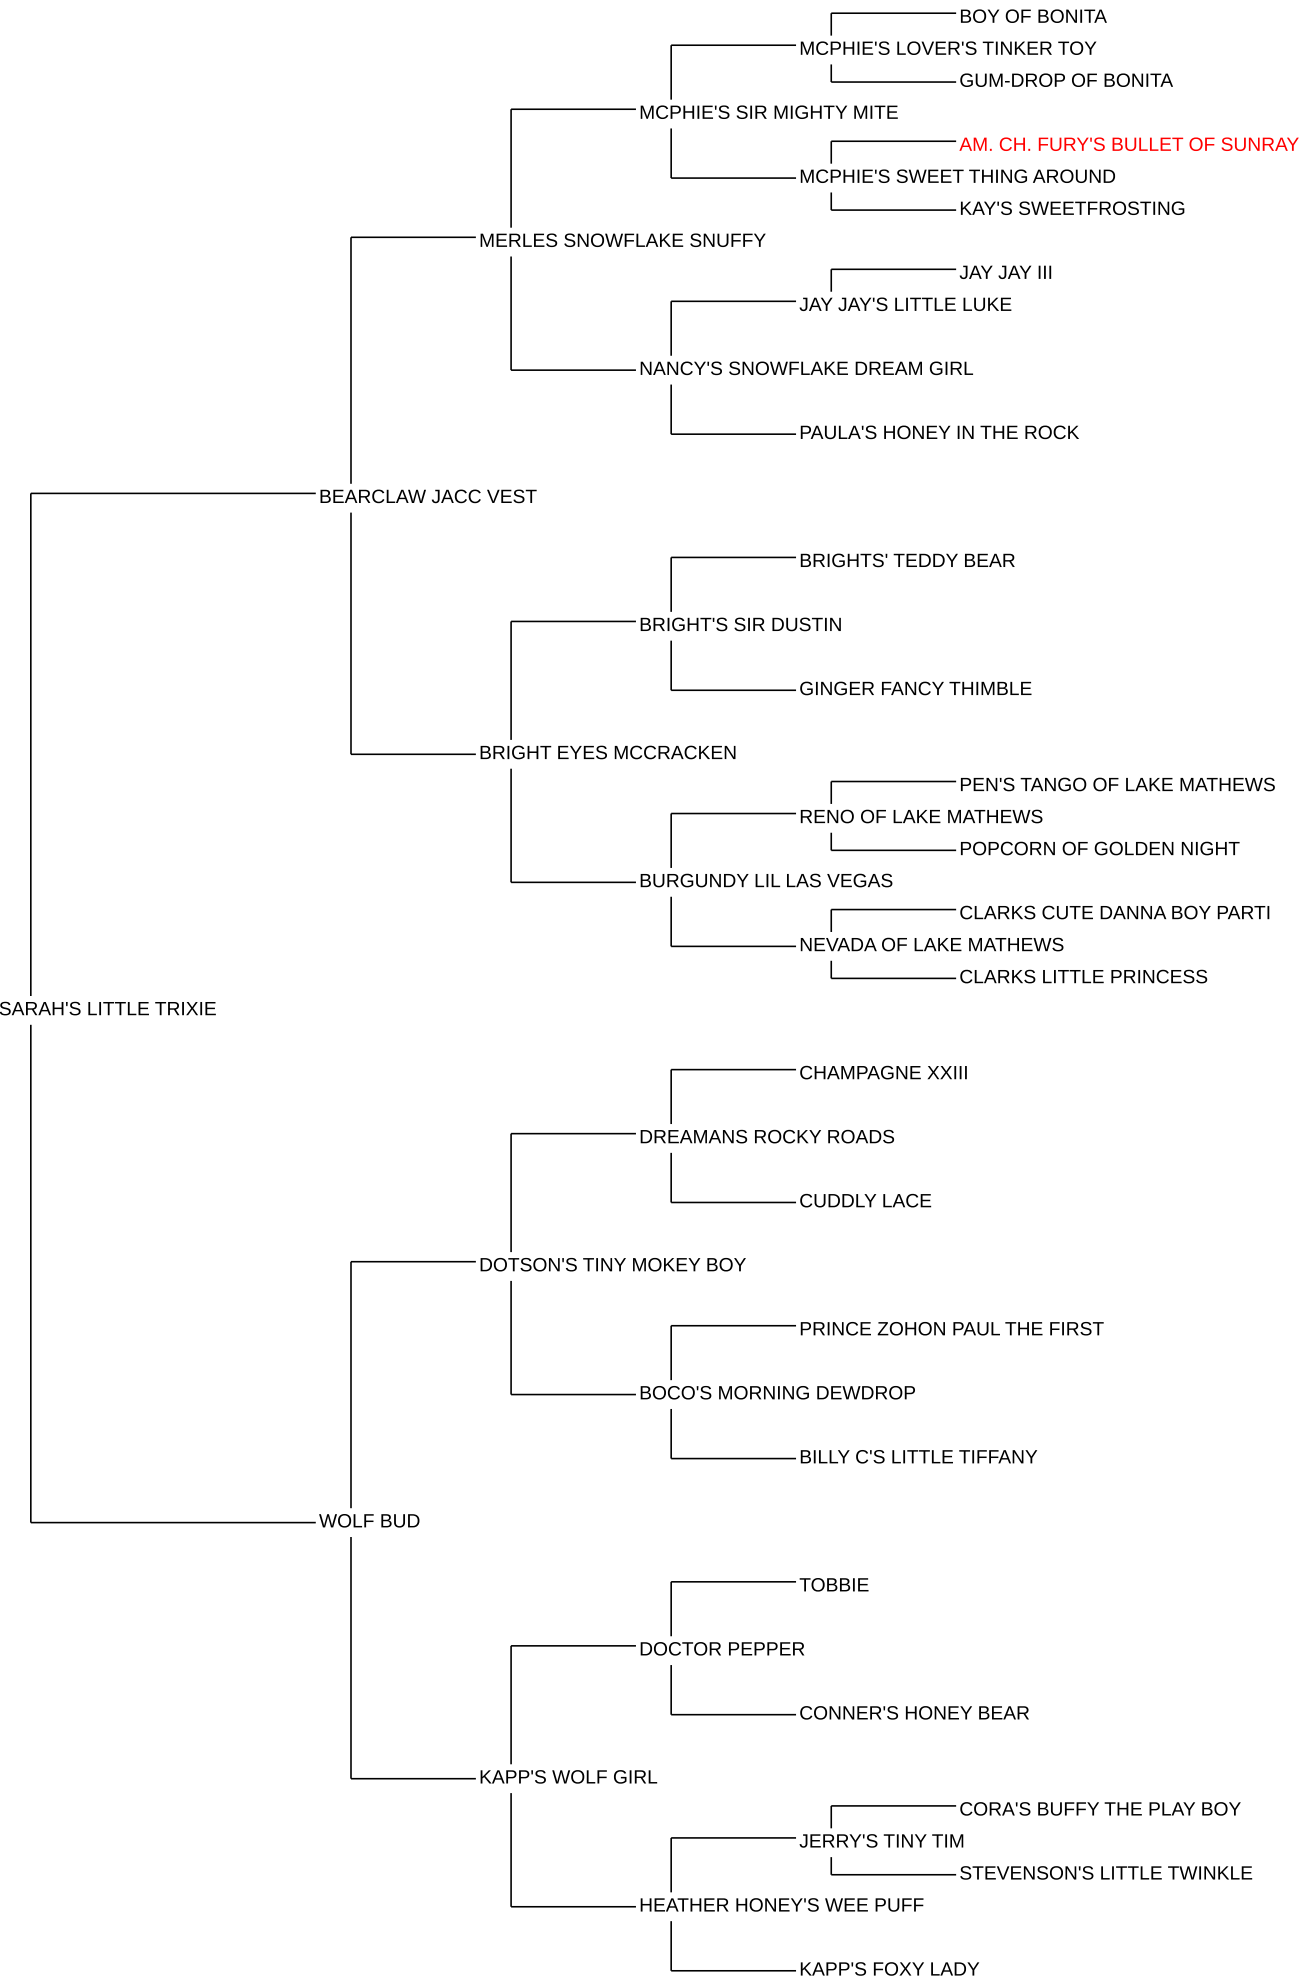 BOY OF BONITA
MCPHIE'S LOVER'S TINKER TOY
GUM-DROP OF BONITA
MCPHIE'S SIR MIGHTY MITE
AM. CH. FURY'S BULLET OF SUNRAY
MCPHIE'S SWEET THING AROUND
KAY'S SWEETFROSTING
MERLES SNOWFLAKE SNUFFY
JAY JAY III
JAY JAY'S LITTLE LUKE
NANCY'S SNOWFLAKE DREAM GIRL
PAULA'S HONEY IN THE ROCK
BEARCLAW JACC VEST
BRIGHTS' TEDDY BEAR
BRIGHT'S SIR DUSTIN
GINGER FANCY THIMBLE
BRIGHT EYES MCCRACKEN
PEN'S TANGO OF LAKE MATHEWS
RENO OF LAKE MATHEWS
POPCORN OF GOLDEN NIGHT
BURGUNDY LIL LAS VEGAS
CLARKS CUTE DANNA BOY PARTI
NEVADA OF LAKE MATHEWS
CLARKS LITTLE PRINCESS
SARAH'S LITTLE TRIXIE
CHAMPAGNE XXIII
DREAMANS ROCKY ROADS
CUDDLY LACE
DOTSON'S TINY MOKEY BOY
PRINCE ZOHON PAUL THE FIRST
BOCO'S MORNING DEWDROP
BILLY C'S LITTLE TIFFANY
WOLF BUD
TOBBIE
DOCTOR PEPPER
CONNER'S HONEY BEAR
KAPP'S WOLF GIRL
CORA'S BUFFY THE PLAY BOY
JERRY'S TINY TIM
STEVENSON'S LITTLE TWINKLE
HEATHER HONEY'S WEE PUFF
KAPP'S FOXY LADY